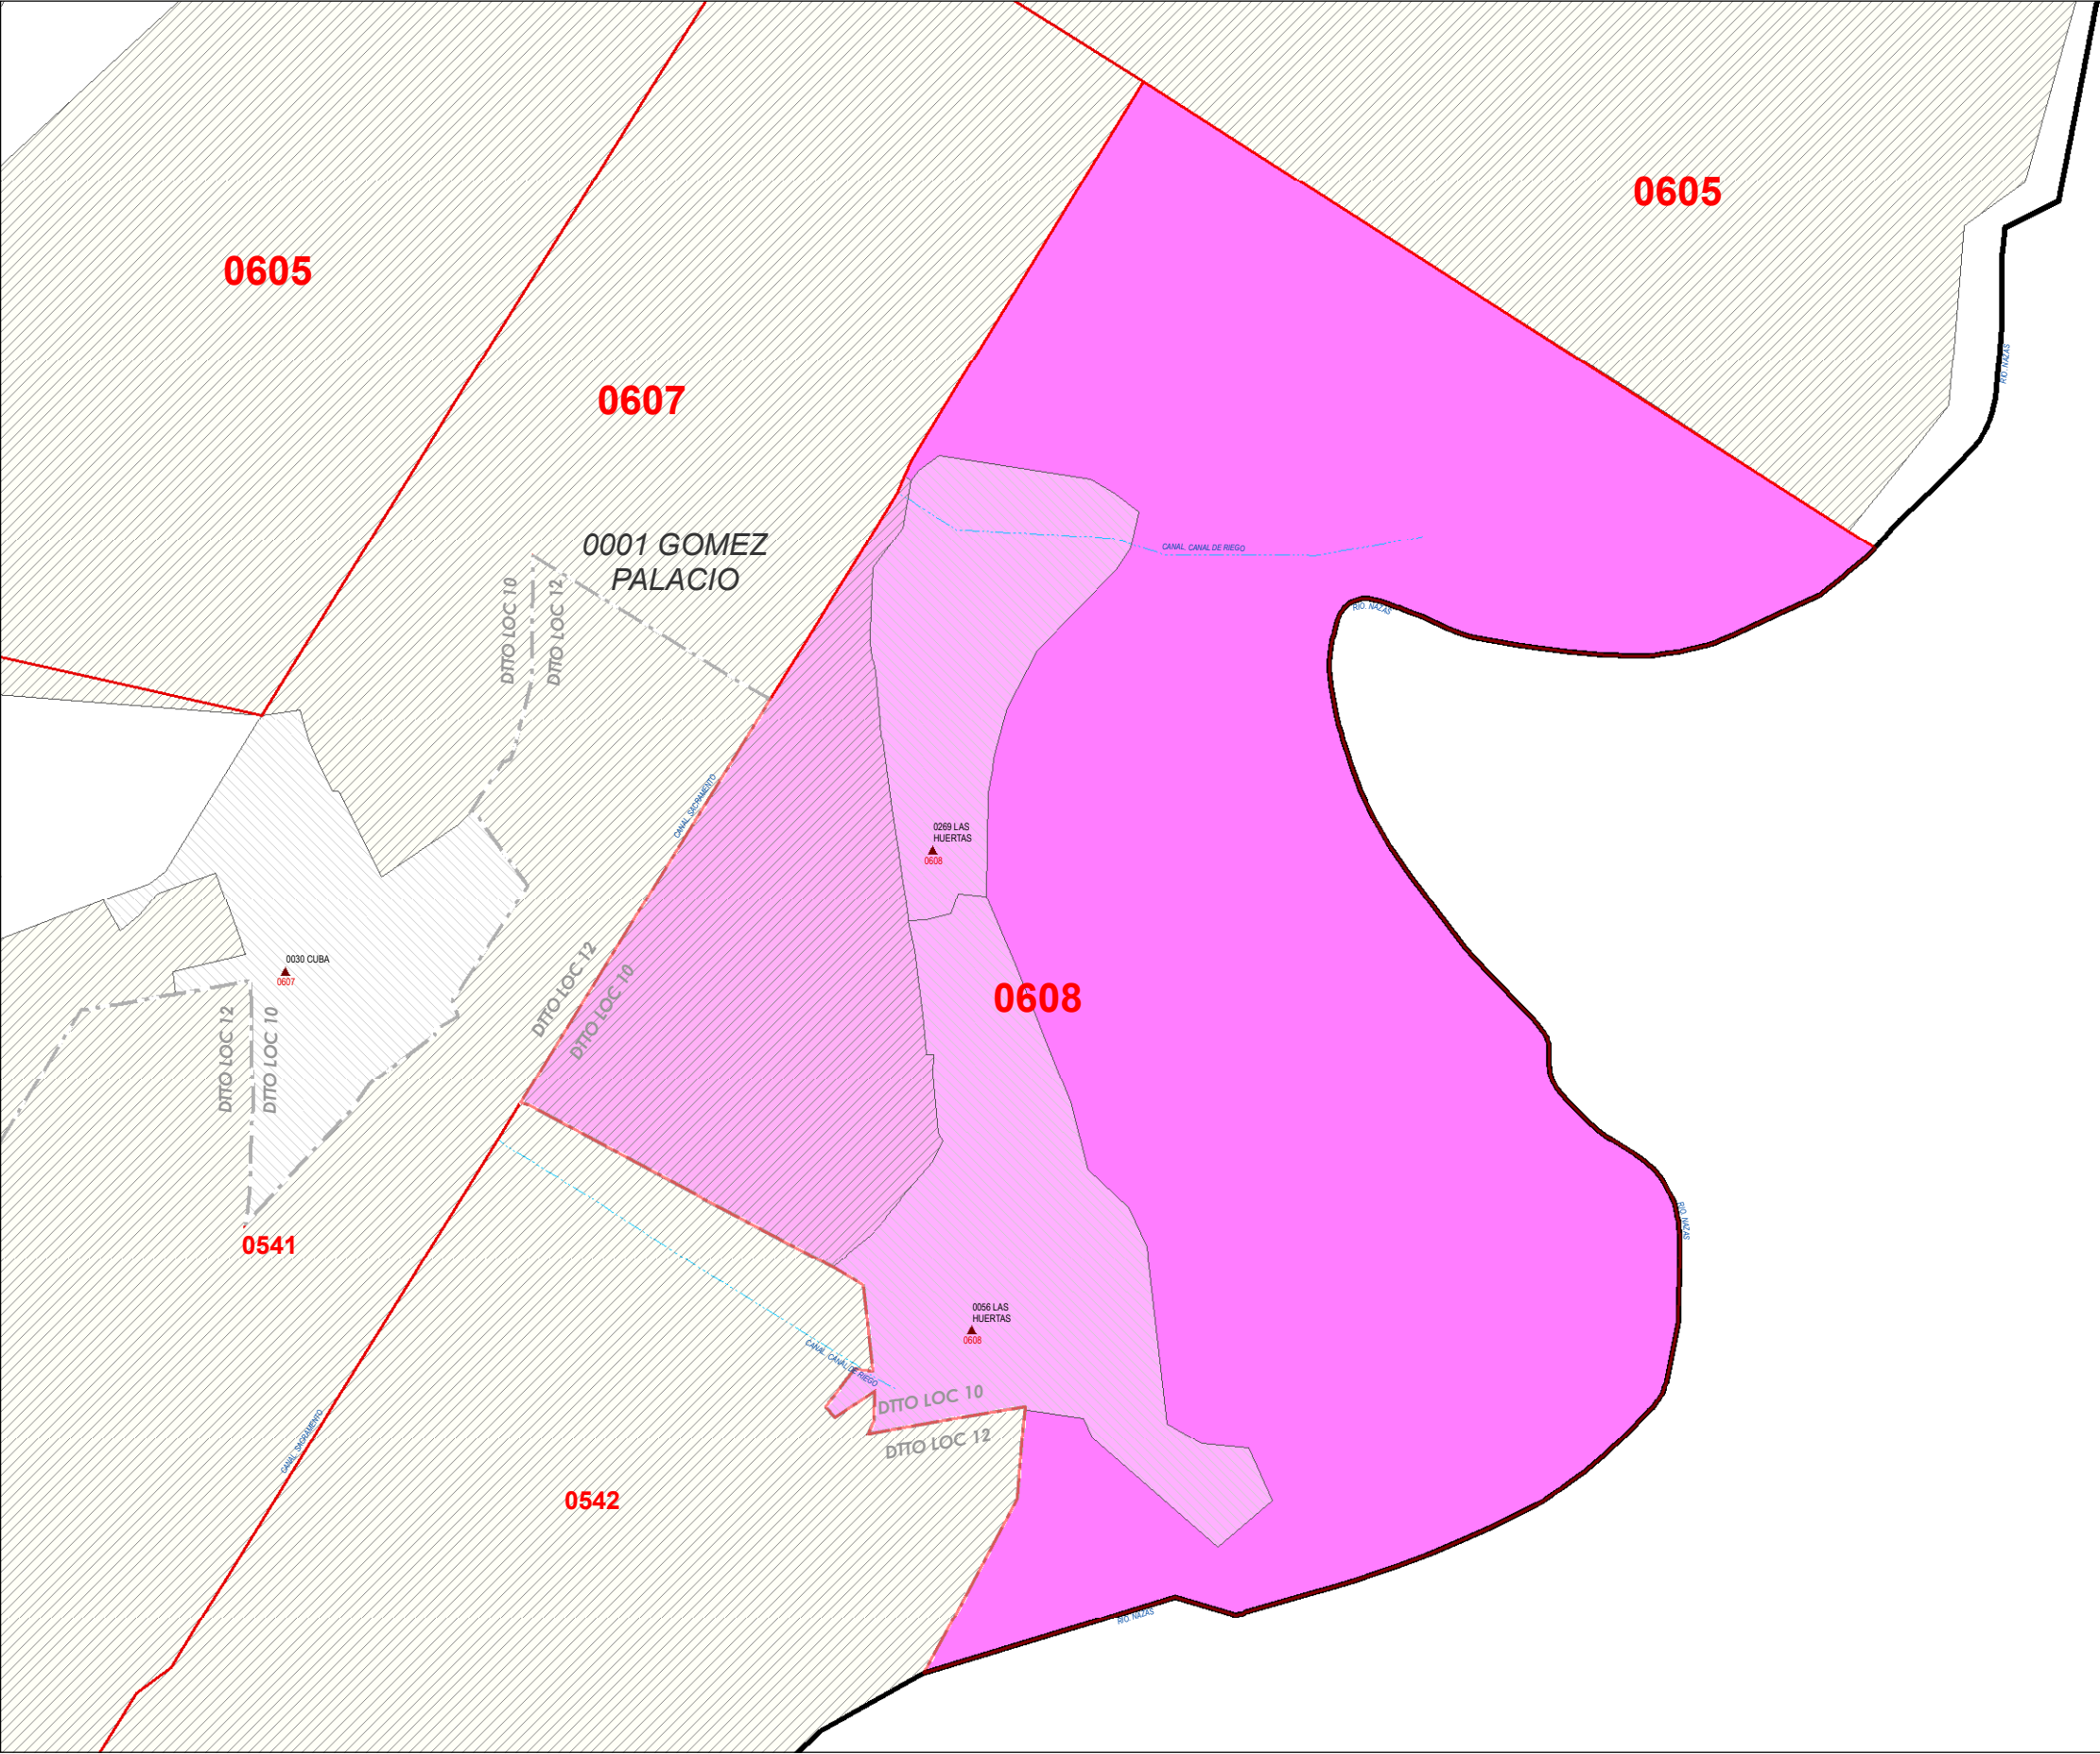 0605
0605
RIO. NAZAS
0607
0001 GOMEZ
PALACIO
CANAL. CANAL DE RIEGO
DTTO LOC 10
DTTO LOC 12
RIO. NAZAS
CANAL. SACRAMENTO
0269 LAS
HUERTAS
0608
0030 CUBA
0607
DTTO LOC 12
DTTO LOC 10
0608
DTTO LOC 12
DTTO LOC 10
RIO. NAZAS
0541
0056 LAS
HUERTAS
0608
CANAL. CANAL DE RIEGO
DTTO LOC 10
DTTO LOC 12
CANAL. SACRAMENTO
0542
RIO. NAZAS